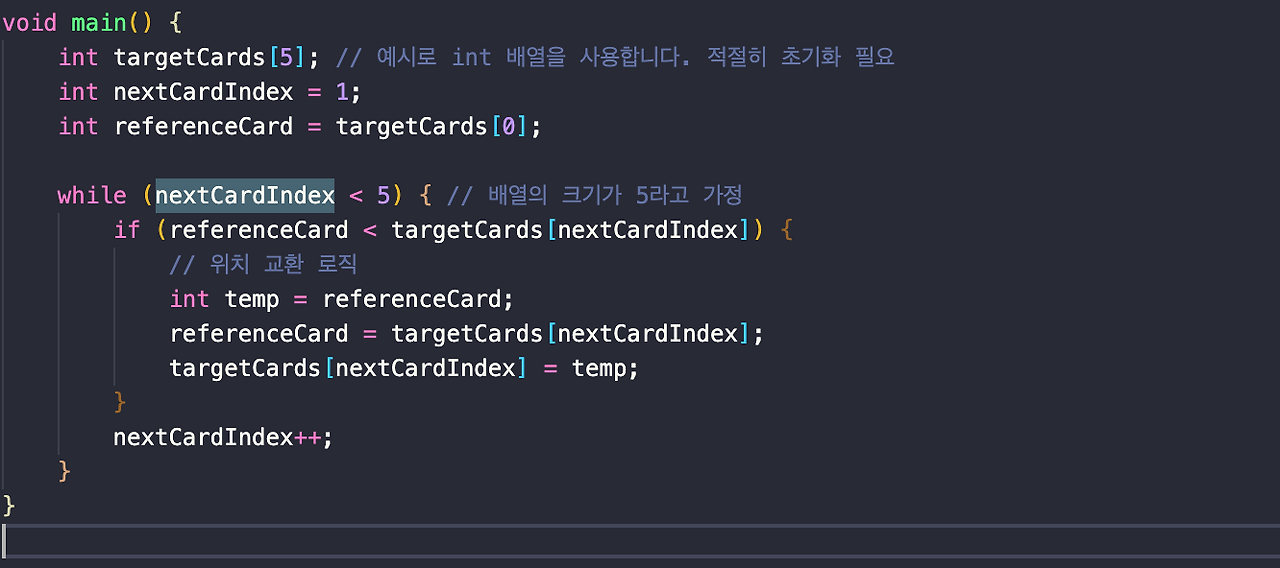 void main() {
    int targetCards[5]; // 예시로 int 배열을 사용합니다. 적절히 초기화 필요
    int nextCardIndex = 1;
    int referenceCard = targetCards[0];
    while (nextCardIndex < 5) { // 배열의 크기가 5라고 가정
        if (referenceCard < targetCards[nextCardIndex]) {
            // 위치 교환 로직
            int temp = referenceCard;
            referenceCard = targetCards[nextCardIndex];
            targetCards[nextCardIndex] = temp;
        }
        nextCardIndex++;
    }
}